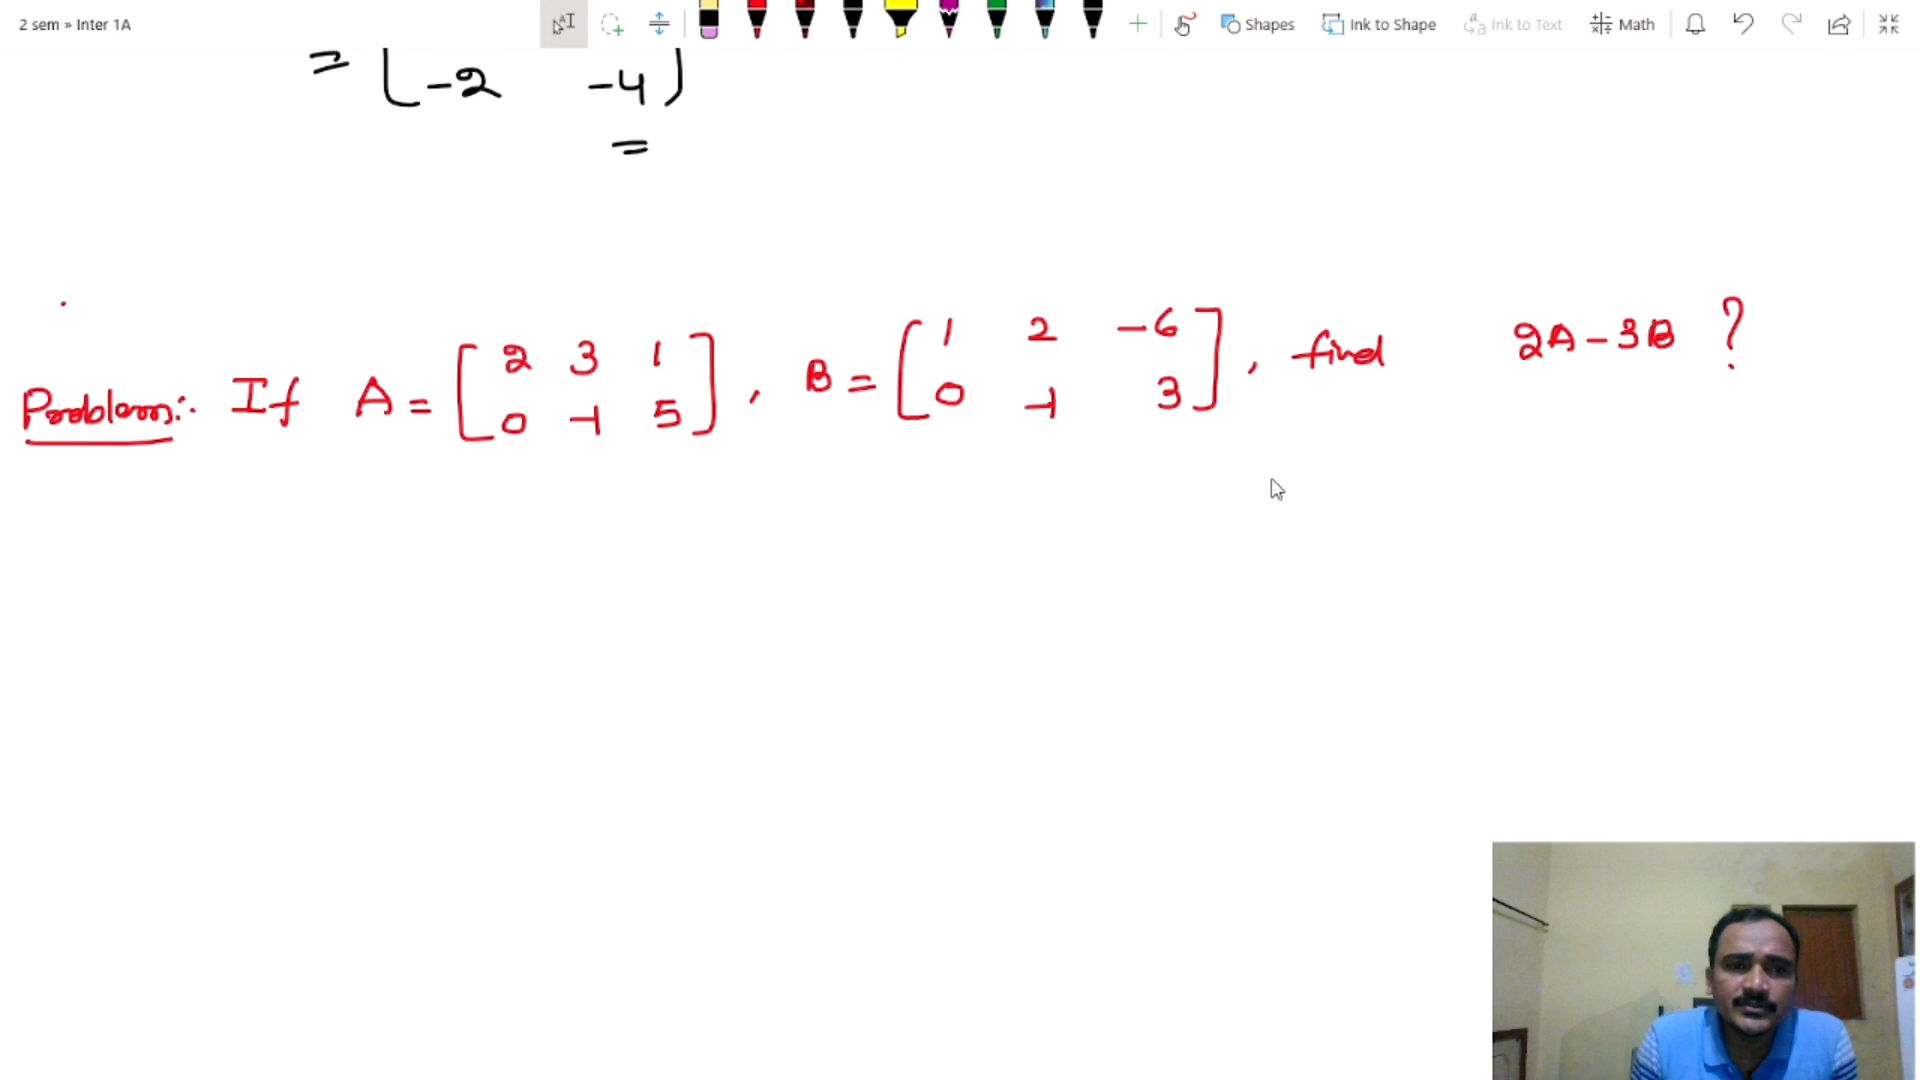 2 sem » Inter 1A Shapes Ink to Shape Ink to Text Math
= [-2 -4]
=
Problem:. If A = [2 3 1 , B = [1 2 -6 , find 2A - 3B ?
0 -1 5] 0 -1 3]